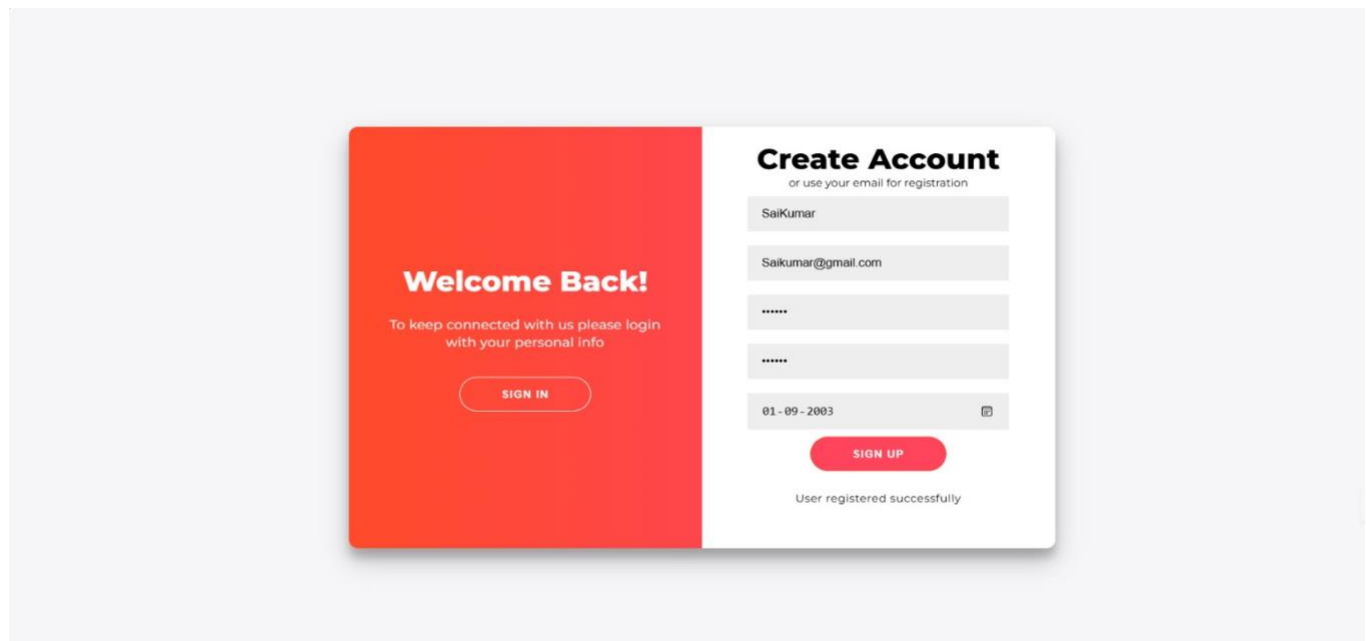 Welcome Back!
To keep connected with us please login
with your personal info
SIGN IN
Create Account
or use your email for registration
SaiKumar
Saikumar@gmail.com
••••••
••••••
01-09-2003
SIGN UP
User registered successfully